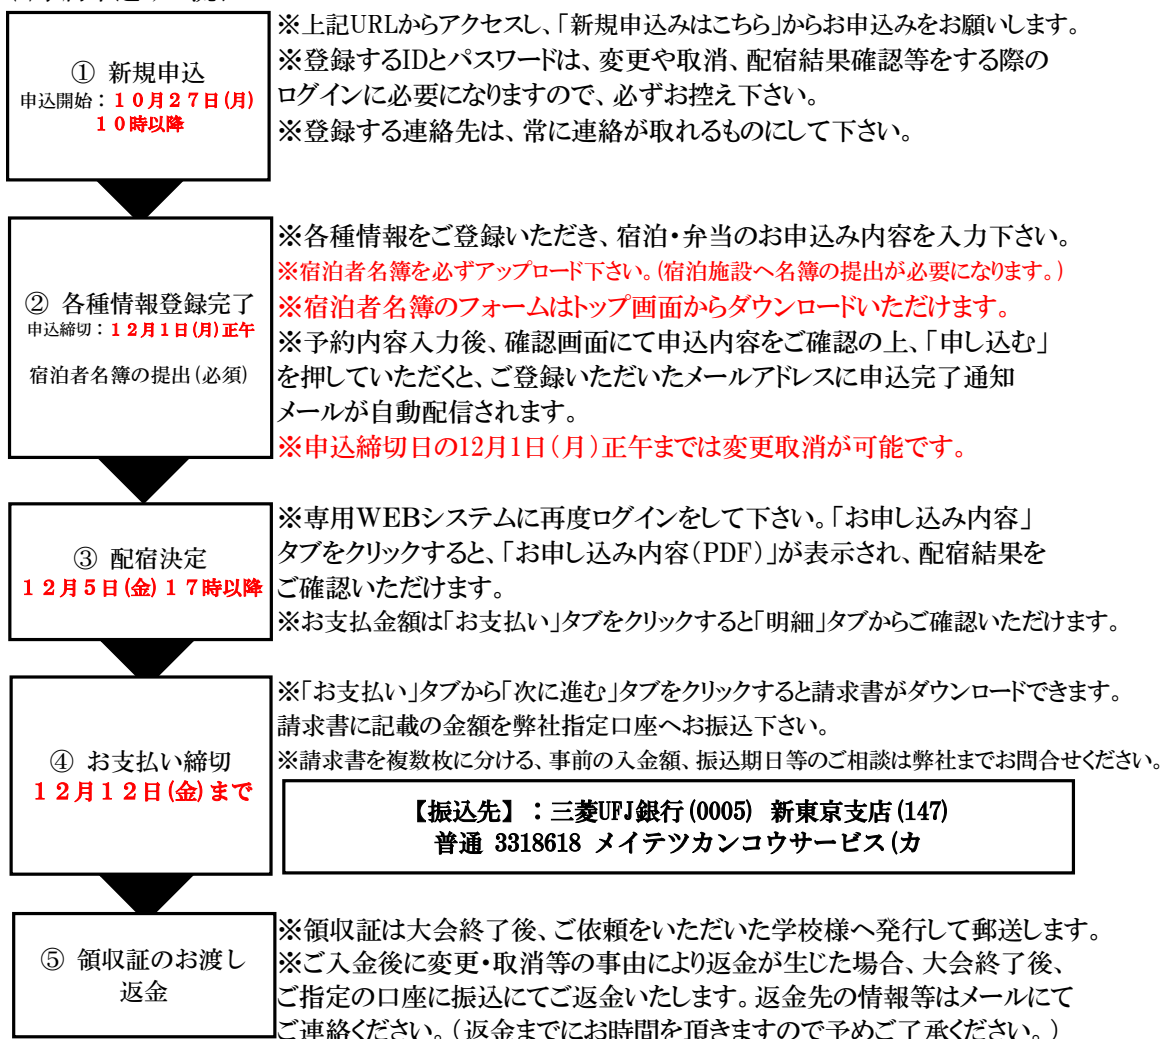 ① 新規申込
申込開始：１０月２７日(月)
１０時以降
※上記URLからアクセスし、「新規申込みはこちら」からお申込みをお願いします。
※登録するIDとパスワードは、変更や取消、配宿結果確認等をする際の
ログインに必要になりますので、必ずお控え下さい。
※登録する連絡先は、常に連絡が取れるものにして下さい。
② 各種情報登録完了
申込締切：１２月１日(月)正午
宿泊者名簿の提出(必須)
※各種情報をご登録いただき、宿泊・弁当のお申込み内容を入力下さい。
※宿泊者名簿を必ずアップロード下さい。(宿泊施設へ名簿の提出が必要になります。)
※宿泊者名簿のフォームはトップ画面からダウンロードいただけます。
※予約内容入力後、確認画面にて申込内容をご確認の上、「申し込む」
を押していただくと、ご登録いただいたメールアドレスに申込完了通知
メールが自動配信されます。
※申込締切日の12月1日(月)正午までは変更取消が可能です。
③ 配宿決定
１２月５日(金)１７時以降
※専用WEBシステムに再度ログインをして下さい。「お申し込み内容」
タブをクリックすると、「お申し込み内容(PDF)」が表示され、配宿結果を
ご確認いただけます。
※お支払金額は「お支払い」タブをクリックすると「明細」タブからご確認いただけます。
④ お支払い締切
１２月１２日(金)まで
※「お支払い」タブから「次に進む」タブをクリックすると請求書がダウンロードできます。
請求書に記載の金額を弊社指定口座へお振込下さい。
※請求書を複数枚に分ける、事前の入金額、振込期日等のご相談は弊社までお問合せください。
【振込先】：三菱UFJ銀行(0005) 新東京支店(147)
普通 3318618 メイテツカンコウサービス(カ
⑤ 領収証のお渡し
返金
※領収証は大会終了後、ご依頼をいただいた学校様へ発行して郵送します。
※ご入金後に変更・取消等の事由により返金が生じた場合、大会終了後、
ご指定の口座に振込にてご返金いたします。返金先の情報等はメールにて
ご連絡ください。(返金までにお時間を頂きますので予めご了承ください。)